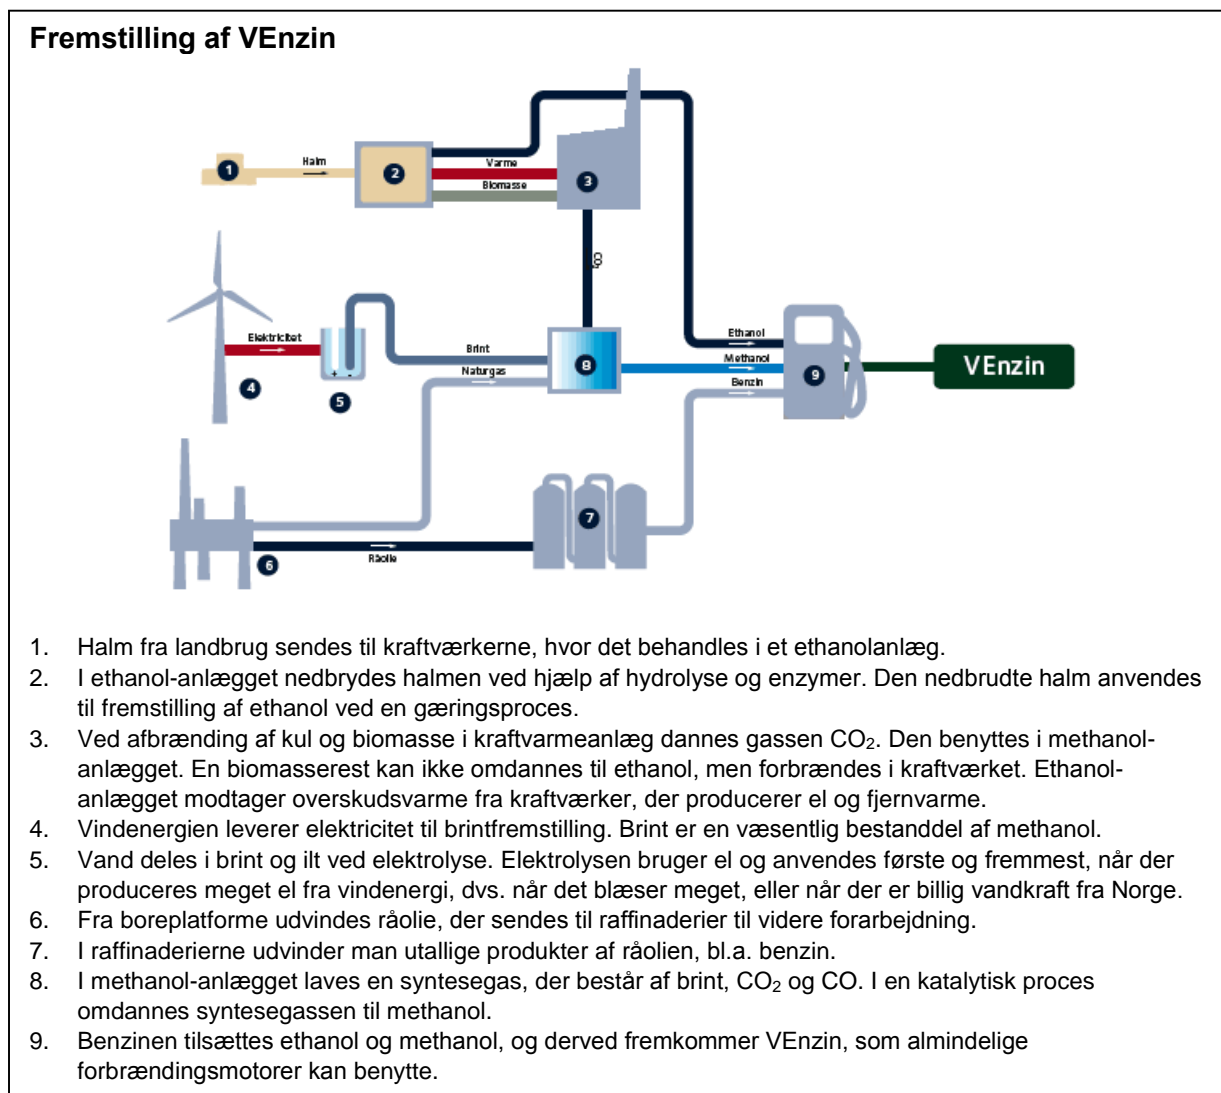 Fremstilling af VEnzin
1
Halm
2
Varme
Biomasse
3
CO₂
Elektricitet
4
+ -
5
Brint
Naturgas
8
Ethanol
Methanol
Benzin
9
VEnzin
6
Råolie
7
1. Halm fra landbrug sendes til kraftværkerne, hvor det behandles i et ethanolanlæg.
2. I ethanol-anlægget nedbrydes halmen ved hjælp af hydrolyse og enzymer. Den nedbrudte halm anvendes
til fremstilling af ethanol ved en gæringsproces.
3. Ved afbrænding af kul og biomasse i kraftvarmeanlæg dannes gassen CO₂. Den benyttes i methanol-
anlægget. En biomasserest kan ikke omdannes til ethanol, men forbrændes i kraftværket. Ethanol-
anlægget modtager overskudsvarme fra kraftværker, der producerer el og fjernvarme.
4. Vindenergien leverer elektricitet til brintfremstilling. Brint er en væsentlig bestanddel af methanol.
5. Vand deles i brint og ilt ved elektrolyse. Elektrolysen bruger el og anvendes første og fremmest, når der
produceres meget el fra vindenergi, dvs. når det blæser meget, eller når der er billig vandkraft fra Norge.
6. Fra boreplatforme udvindes råolie, der sendes til raffinaderier til videre forarbejdning.
7. I raffinaderierne udvinder man utallige produkter af råolien, bl.a. benzin.
8. I methanol-anlægget laves en syntesegas, der består af brint, CO₂ og CO. I en katalytisk proces
omdannes syntesegassen til methanol.
9. Benzinen tilsættes ethanol og methanol, og derved fremkommer VEnzin, som almindelige
forbrændingsmotorer kan benytte.